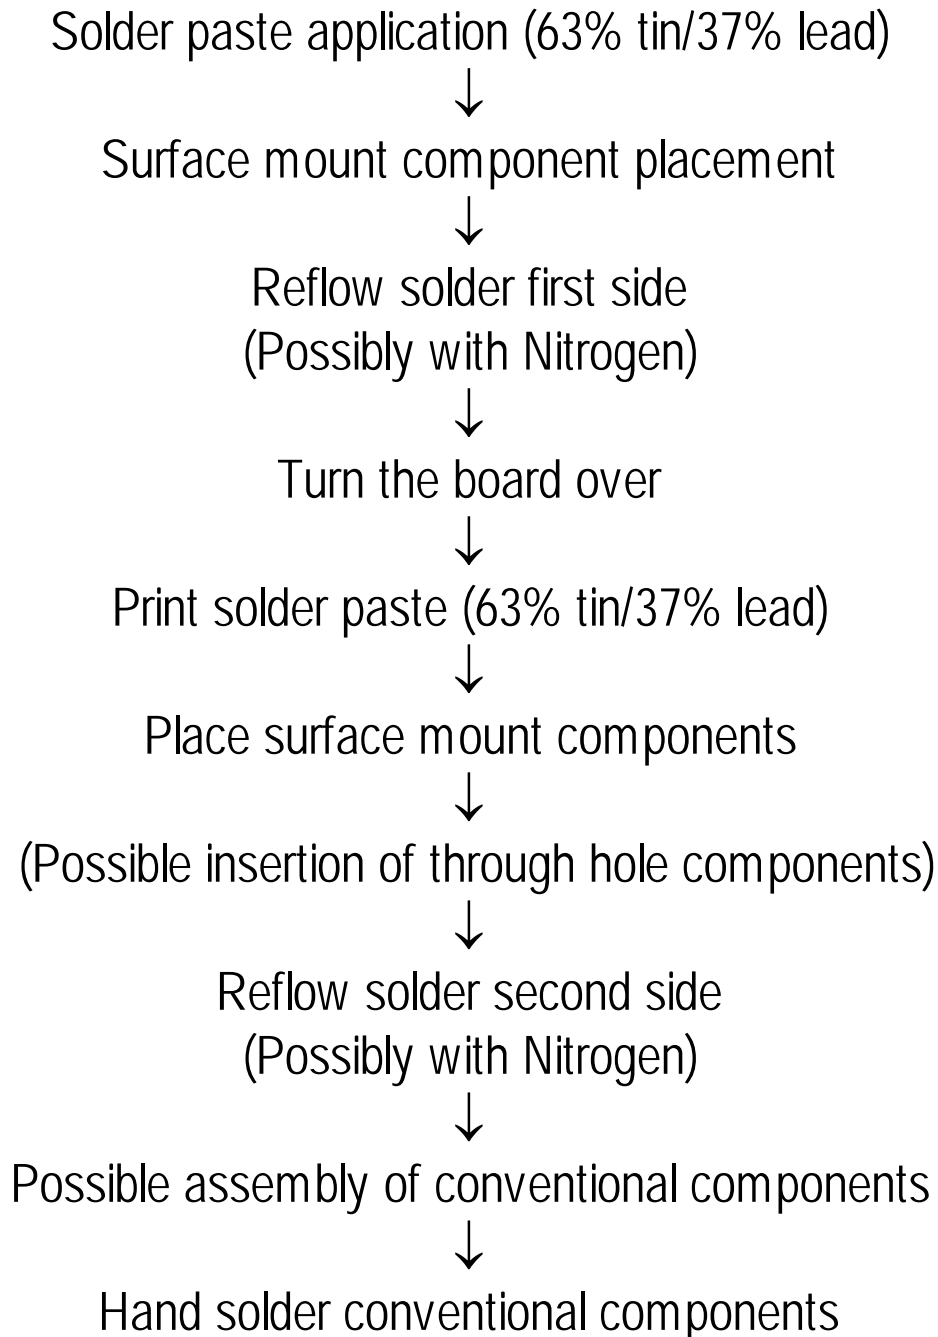 Solder paste application (63% tin/37% lead)
↓
Surface mount component placement
↓
Reflow solder first side
(Possibly with Nitrogen)
↓
Turn the board over
↓
Print solder paste (63% tin/37% lead)
↓
Place surface mount components
↓
(Possible insertion of through hole components)
↓
Reflow solder second side
(Possibly with Nitrogen)
↓
Possible assembly of conventional components
↓
Hand solder conventional components